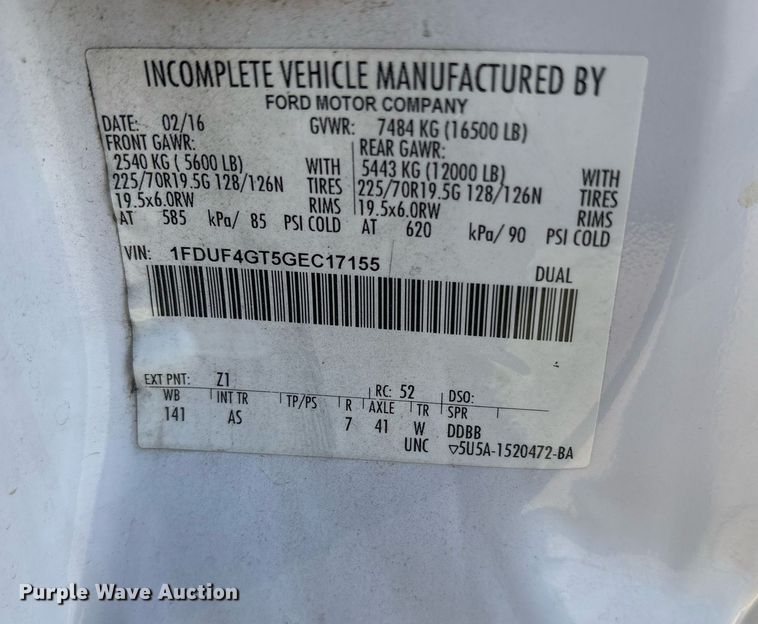 INCOMPLETE VEHICLE MANUFACTURED BY
FORD MOTOR COMPANY
DATE: 02/16 GVWR: 7484 KG (16500 LB)
FRONT GAWR: REAR GAWR:
2540 KG ( 5600 LB) WITH 5443 KG (12000 LB) WITH
225/70R19.5G 128/126N TIRES 225/70R19.5G 128/126N TIRES
19.5x6.0RW RIMS 19.5x6.0RW RIMS
AT 585 kPa/ 85 PSI COLD AT 620 kPa/ 90 PSI COLD
VIN: 1FDUF4GT5GEC17155 DUAL
EXT PNT: Z1 RC: 52 DSO:
WB INT TR TP/PS R AXLE TR SPR
141 AS 7 41 W DDBB
UNC ▽5U5A-1520472-BA
Purple Wave Auction